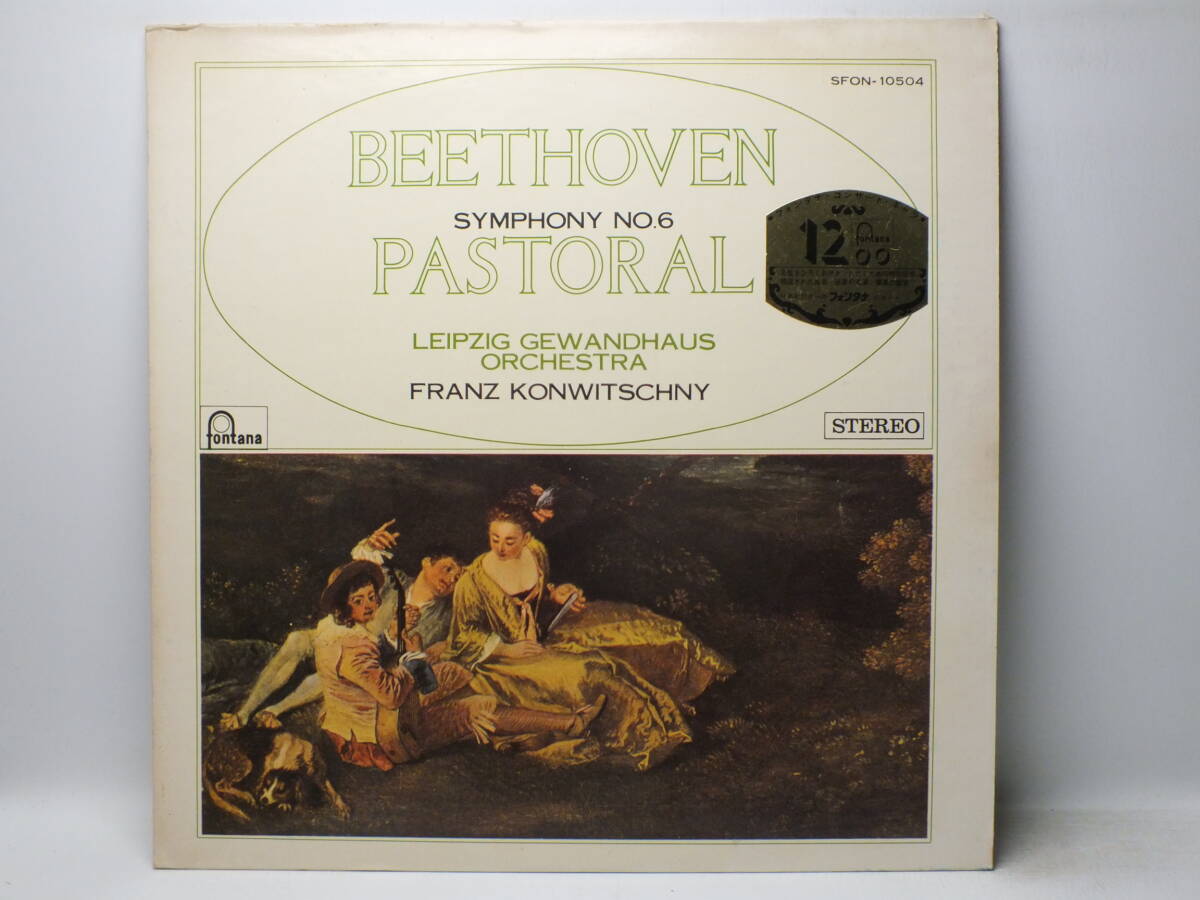 SFON-10504
BEETHOVEN
SYMPHONY NO.6
PASTORAL
12
fontana
00
フォンタナ
LEIPZIG GEWANDHAUS
ORCHESTRA
FRANZ KONWITSCHNY
fontana
STEREO